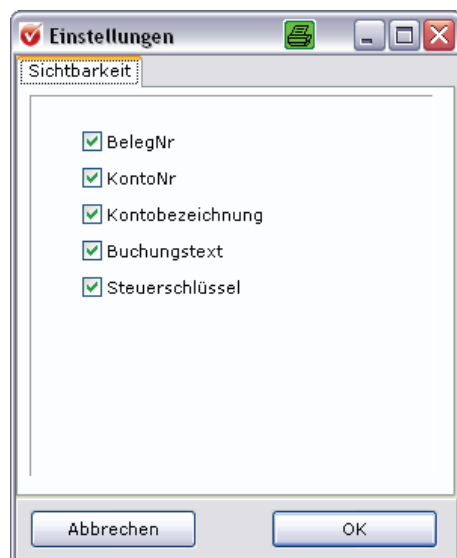 Einstellungen
Sichtbarkeit
BelegNr
KontoNr
Kontobezeichnung
Buchungstext
Steuerschlüssel
Abbrechen OK